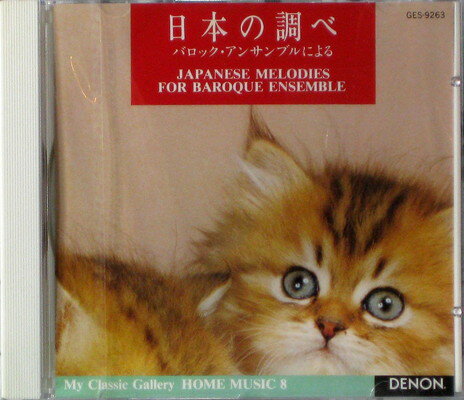 GES-9263
日本の調べ
バロック・アンサンブルによる
JAPANESE MELODIES
FOR BAROQUE ENSEMBLE
My Classic Gallery HOME MUSIC 8
DENON